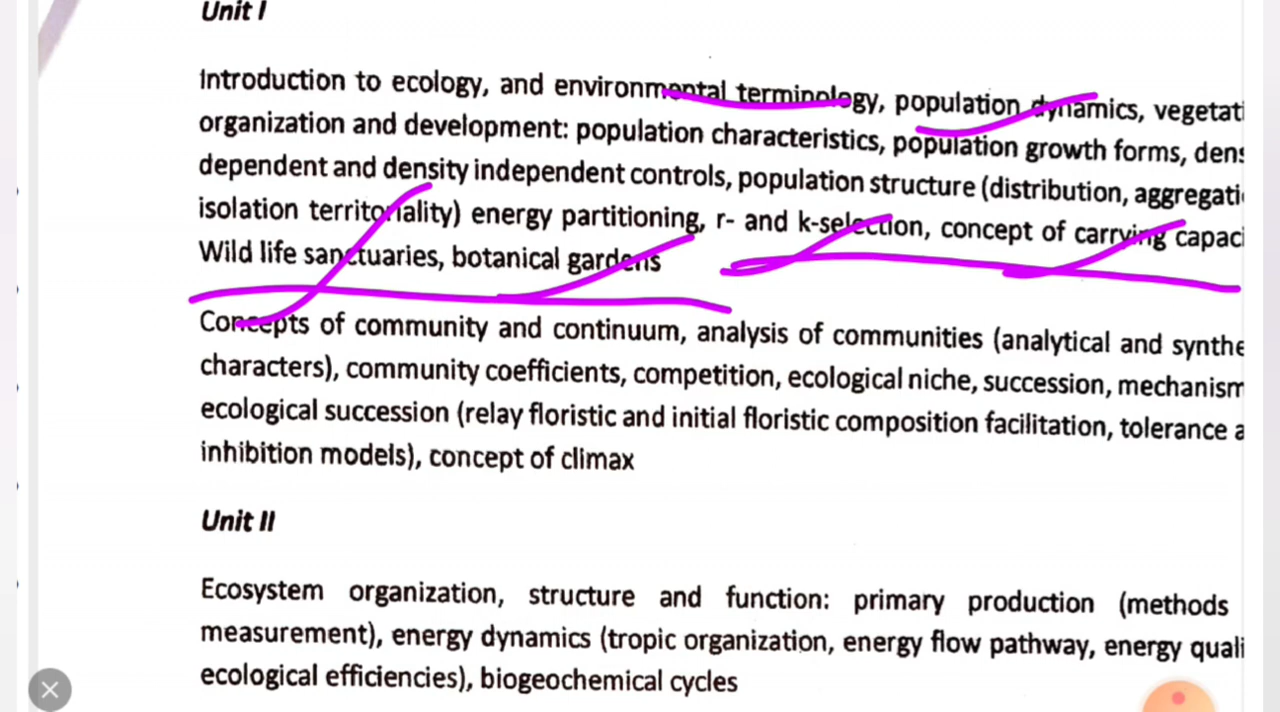 Unit I
Introduction to ecology, and environmental terminology, population dynamics, vegetati
organization and development: population characteristics, population growth forms, dens
dependent and density independent controls, population structure (distribution, aggregati
isolation territoriality) energy partitioning, r- and k-selection, concept of carrying capaci
Wild life sanctuaries, botanical gardens
Concepts of community and continuum, analysis of communities (analytical and synthe
characters), community coefficients, competition, ecological niche, succession, mechanism
ecological succession (relay floristic and initial floristic composition facilitation, tolerance a
inhibition models), concept of climax
Unit II
Ecosystem organization, structure and function: primary production (methods
measurement), energy dynamics (tropic organization, energy flow pathway, energy quali
ecological efficiencies), biogeochemical cycles